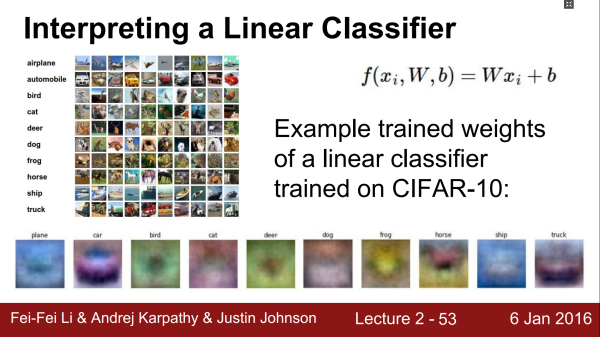 Interpreting a Linear Classifier
airplane
automobile
bird
cat
deer
dog
frog
horse
ship
truck
f(xᵢ, W, b) = Wxᵢ + b
Example trained weights
of a linear classifier
trained on CIFAR-10:
plane car bird cat deer dog frog horse ship truck
Fei-Fei Li & Andrej Karpathy & Justin Johnson Lecture 2 - 53 6 Jan 2016